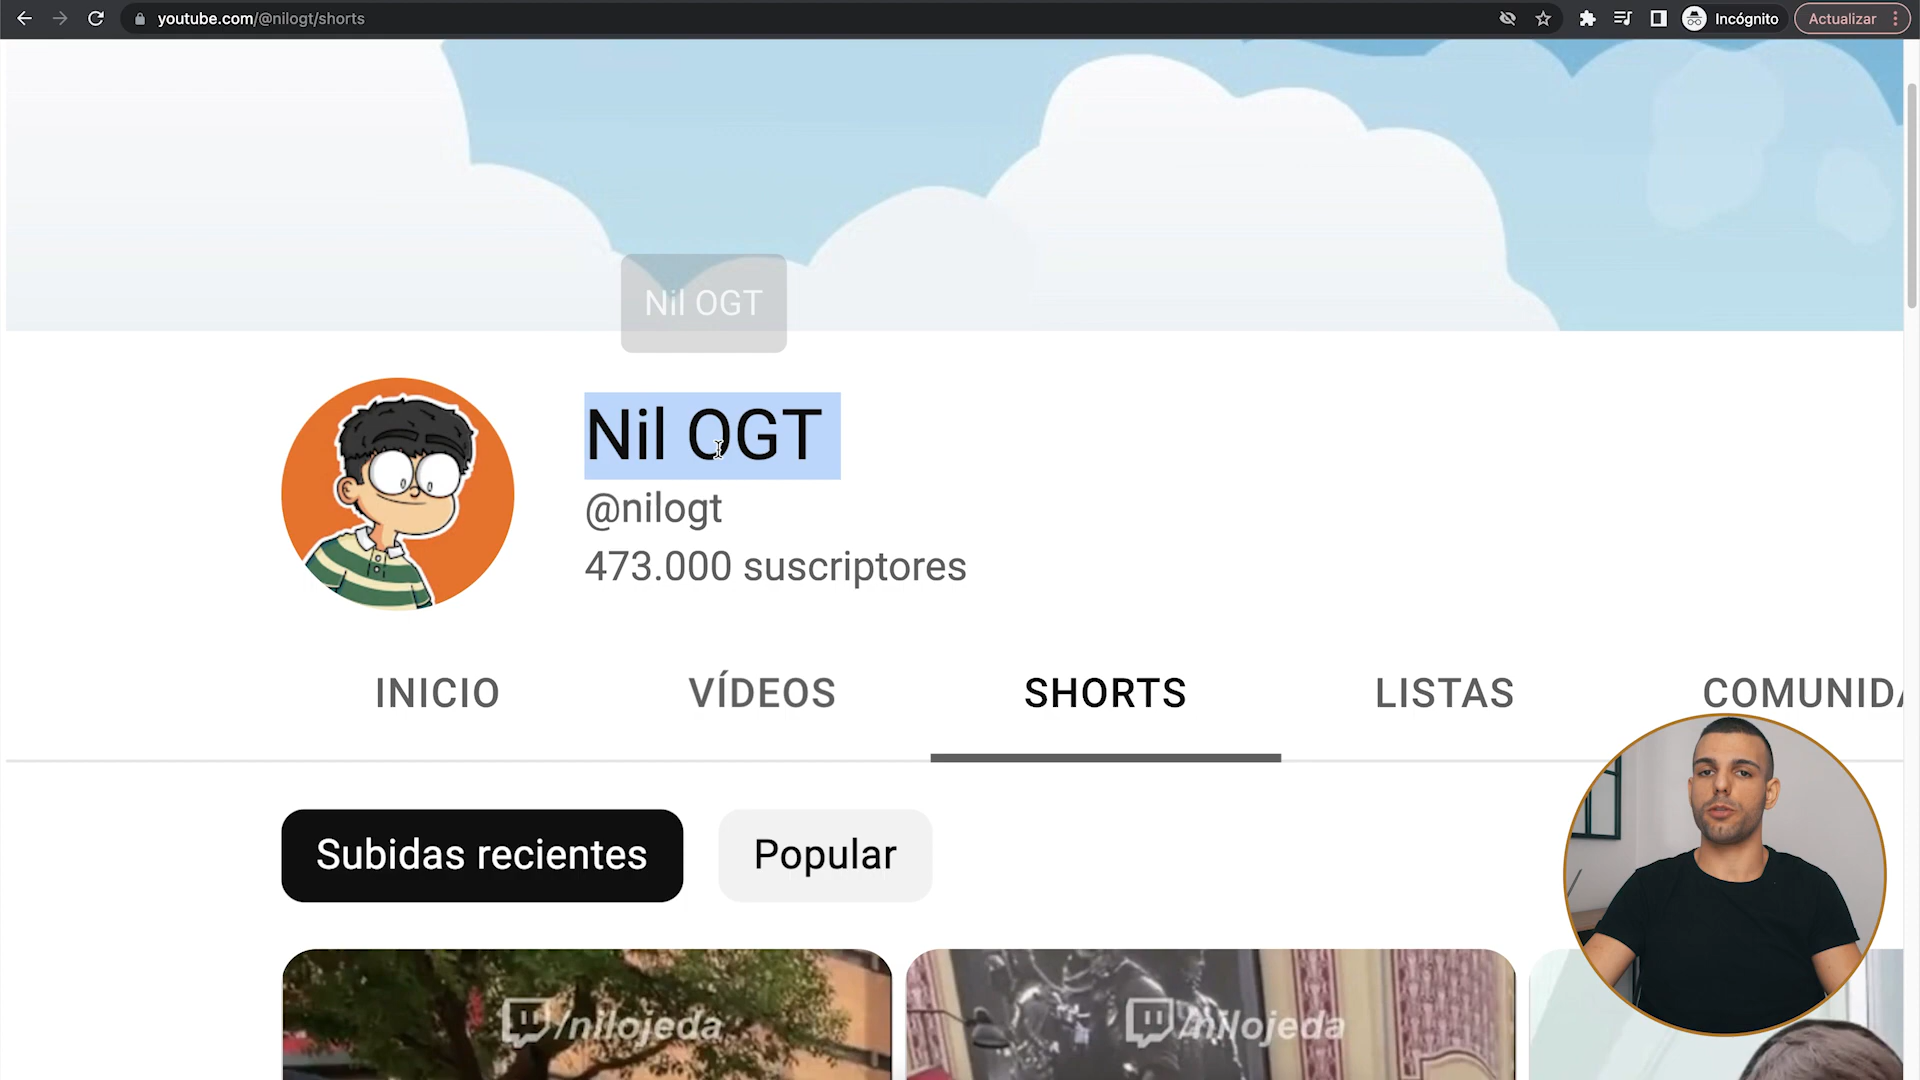 youtube.com/@nilogt/shorts
Incógnito
Actualizar
Nil OGT
Nil OGT
@nilogt
473.000 suscriptores
INICIO
VÍDEOS
SHORTS
LISTAS
COMUNIDA
Subidas recientes
Popular
/nilojeda
/nilojeda